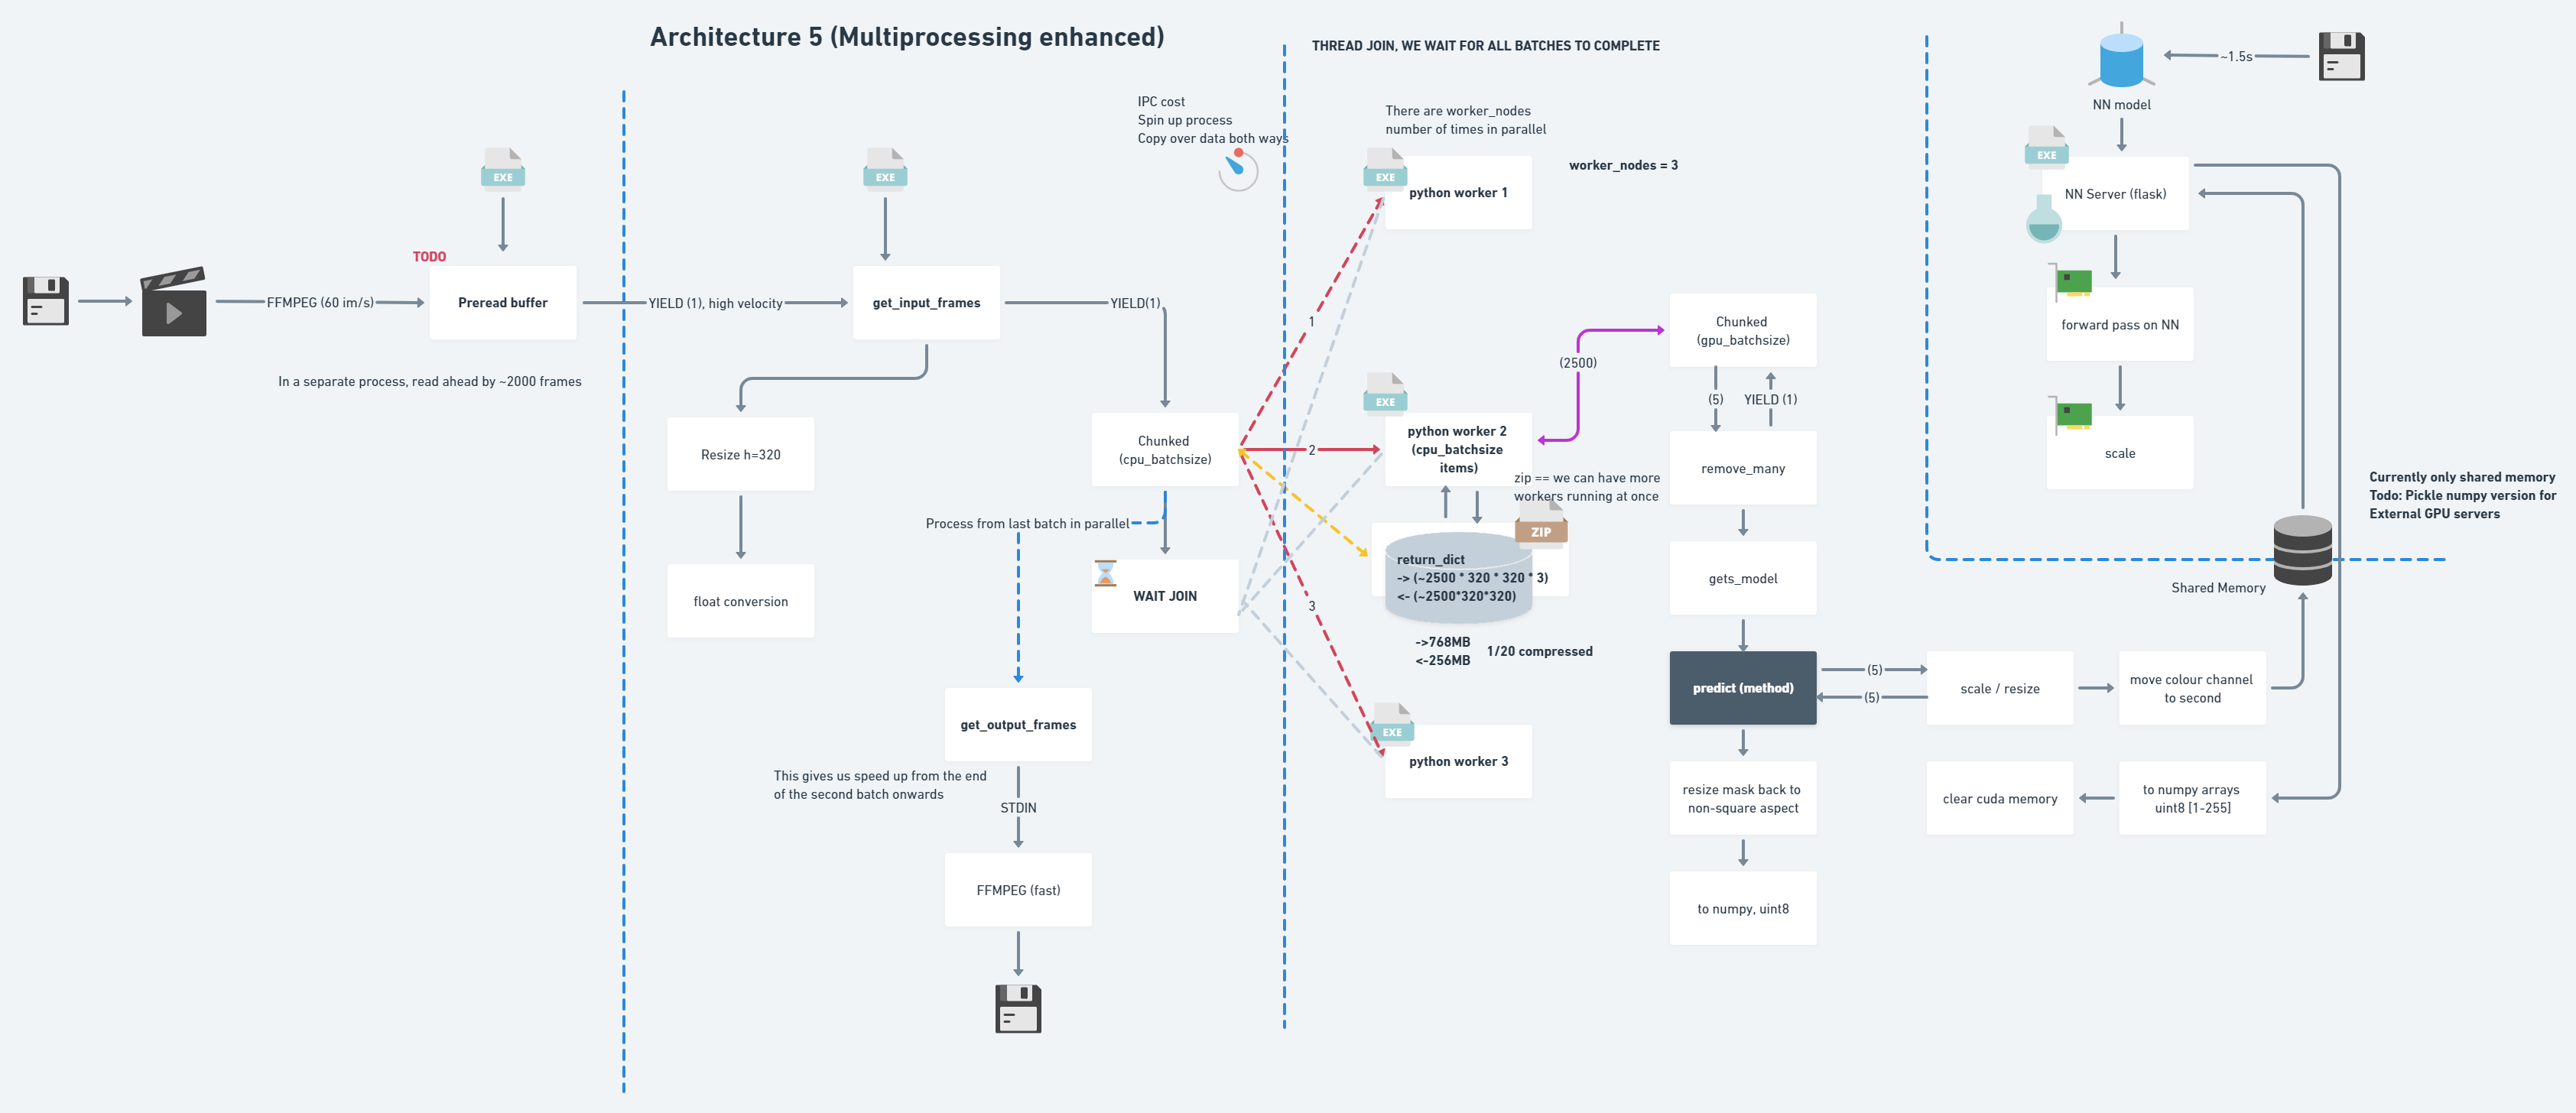 Architecture 5 (Multiprocessing enhanced)
THREAD JOIN, WE WAIT FOR ALL BATCHES TO COMPLETE
~1.5s
NN model
IPC cost
Spin up process
Copy over data both ways
There are worker_nodes
number of times in parallel
worker_nodes = 3
EXE
EXE
EXE
python worker 1
EXE
NN Server (flask)
TODO
FFMPEG (60 im/s)
Preread buffer
YIELD (1), high velocity
get_input_frames
YIELD(1)
In a separate process, read ahead by ~2000 frames
1
2
3
(2500)
Chunked
(gpu_batchsize)
(5)
YIELD (1)
forward pass on NN
scale
Resize h=320
float conversion
Chunked
(cpu_batchsize)
Process from last batch in parallel
WAIT JOIN
EXE
python worker 2
(cpu_batchsize
items)
zip == we can have more
workers running at once
ZIP
return_dict
-> (~2500 * 320 * 320 * 3)
<- (~2500*320*320)
->768MB
<-256MB
1/20 compressed
EXE
python worker 3
remove_many
gets_model
predict (method)
(5)
(5)
scale / resize
move colour channel
to second
Currently only shared memory
Todo: Pickle numpy version for
External GPU servers
Shared Memory
resize mask back to
non-square aspect
clear cuda memory
to numpy arrays
uint8 [1-255]
to numpy, uint8
get_output_frames
This gives us speed up from the end
of the second batch onwards
STDIN
FFMPEG (fast)